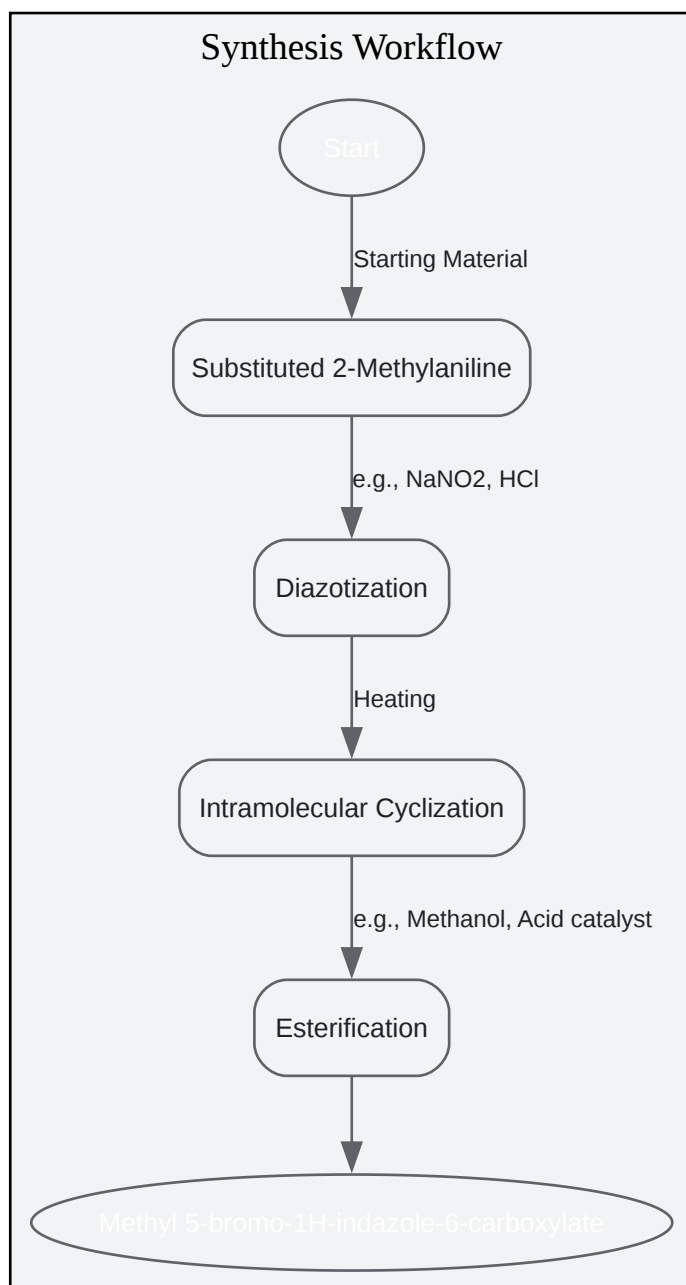 Synthesis Workflow
Start
Starting Material
Substituted 2-Methylaniline
e.g., NaNO2, HCl
Diazotization
Heating
Intramolecular Cyclization
e.g., Methanol, Acid catalyst
Esterification
Methyl 5-bromo-1H-indazole-6-carboxylate